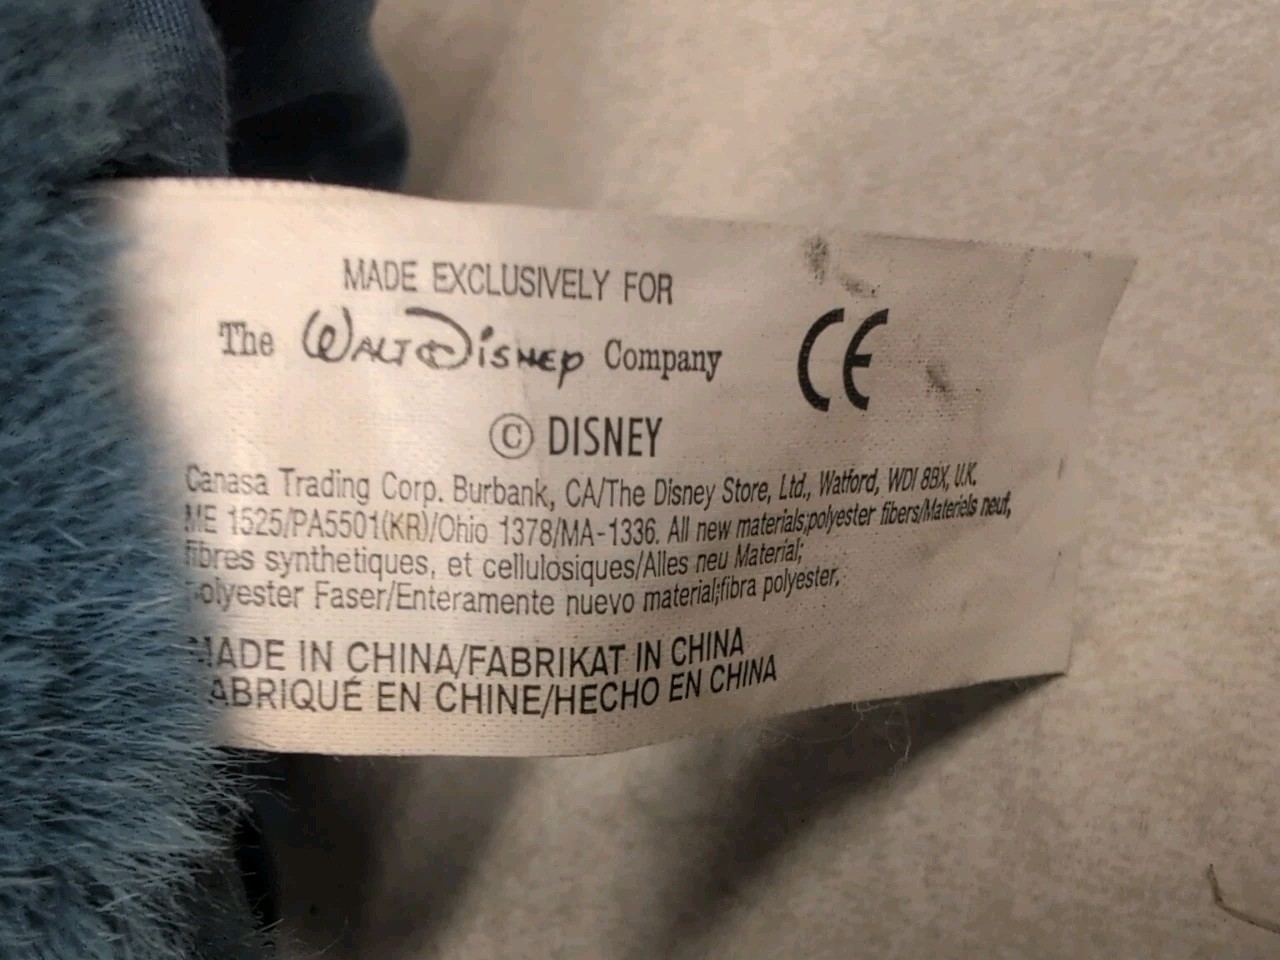 MADE EXCLUSIVELY FOR
The WALT DISNEY Company
CE
© DISNEY
Canasa Trading Corp. Burbank, CA/The Disney Store, Ltd., Watford, WDI 8BX, U.K.
ME 1525/PA5501(KR)/Ohio 1378/MA-1336. All new materials;polyester fibers/Materiels neuf,
fibres synthetiques, et cellulosiques/Alles neu Material;
Polyester Faser/Enteramente nuevo material;fibra polyester,
MADE IN CHINA/FABRIKAT IN CHINA
FABRIQUÉ EN CHINE/HECHO EN CHINA